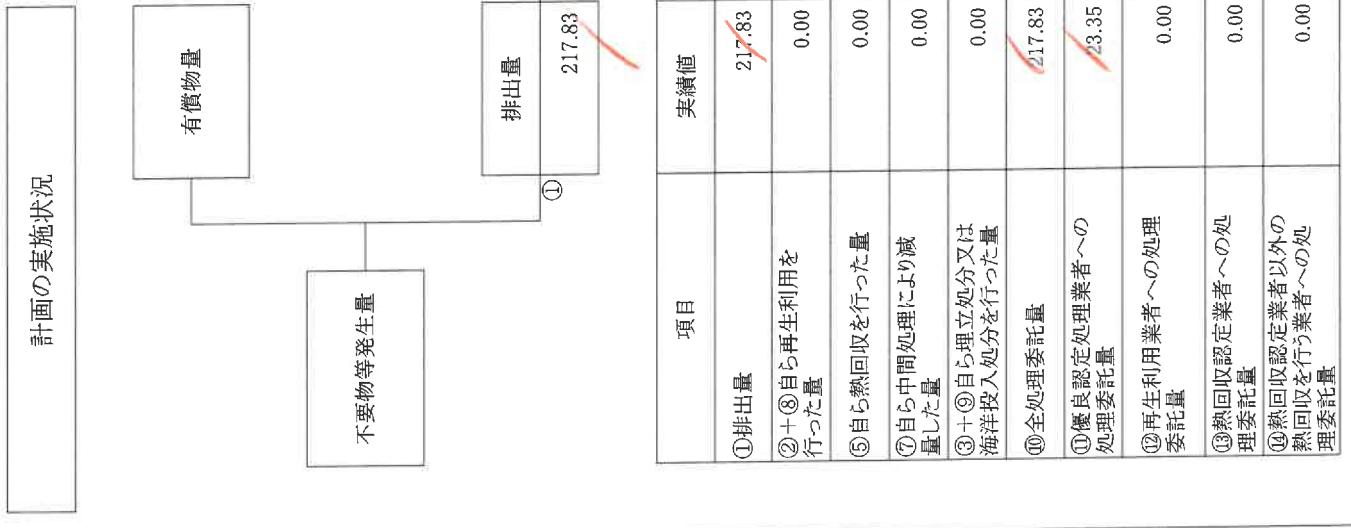 計画の実施状況
有償物量
不要物等発生量
排出量
①
217.83
項目
実績値
①排出量
217.83
②+⑧自ら再生利用を
行った量
0.00
⑤自ら熱回収を行った量
0.00
⑦自ら中間処理により減
量した量
0.00
③+⑨自ら埋立処分又は
海洋投入処分を行った量
0.00
⑩全処理委託量
217.83
⑪優良認定処理業者への
処理委託量
23.35
⑫再生利用業者への処理
委託量
0.00
⑬熱回収認定業者への処
理委託量
0.00
⑭熱回収認定業者以外の
熱回収を行う業者への処
理委託量
0.00